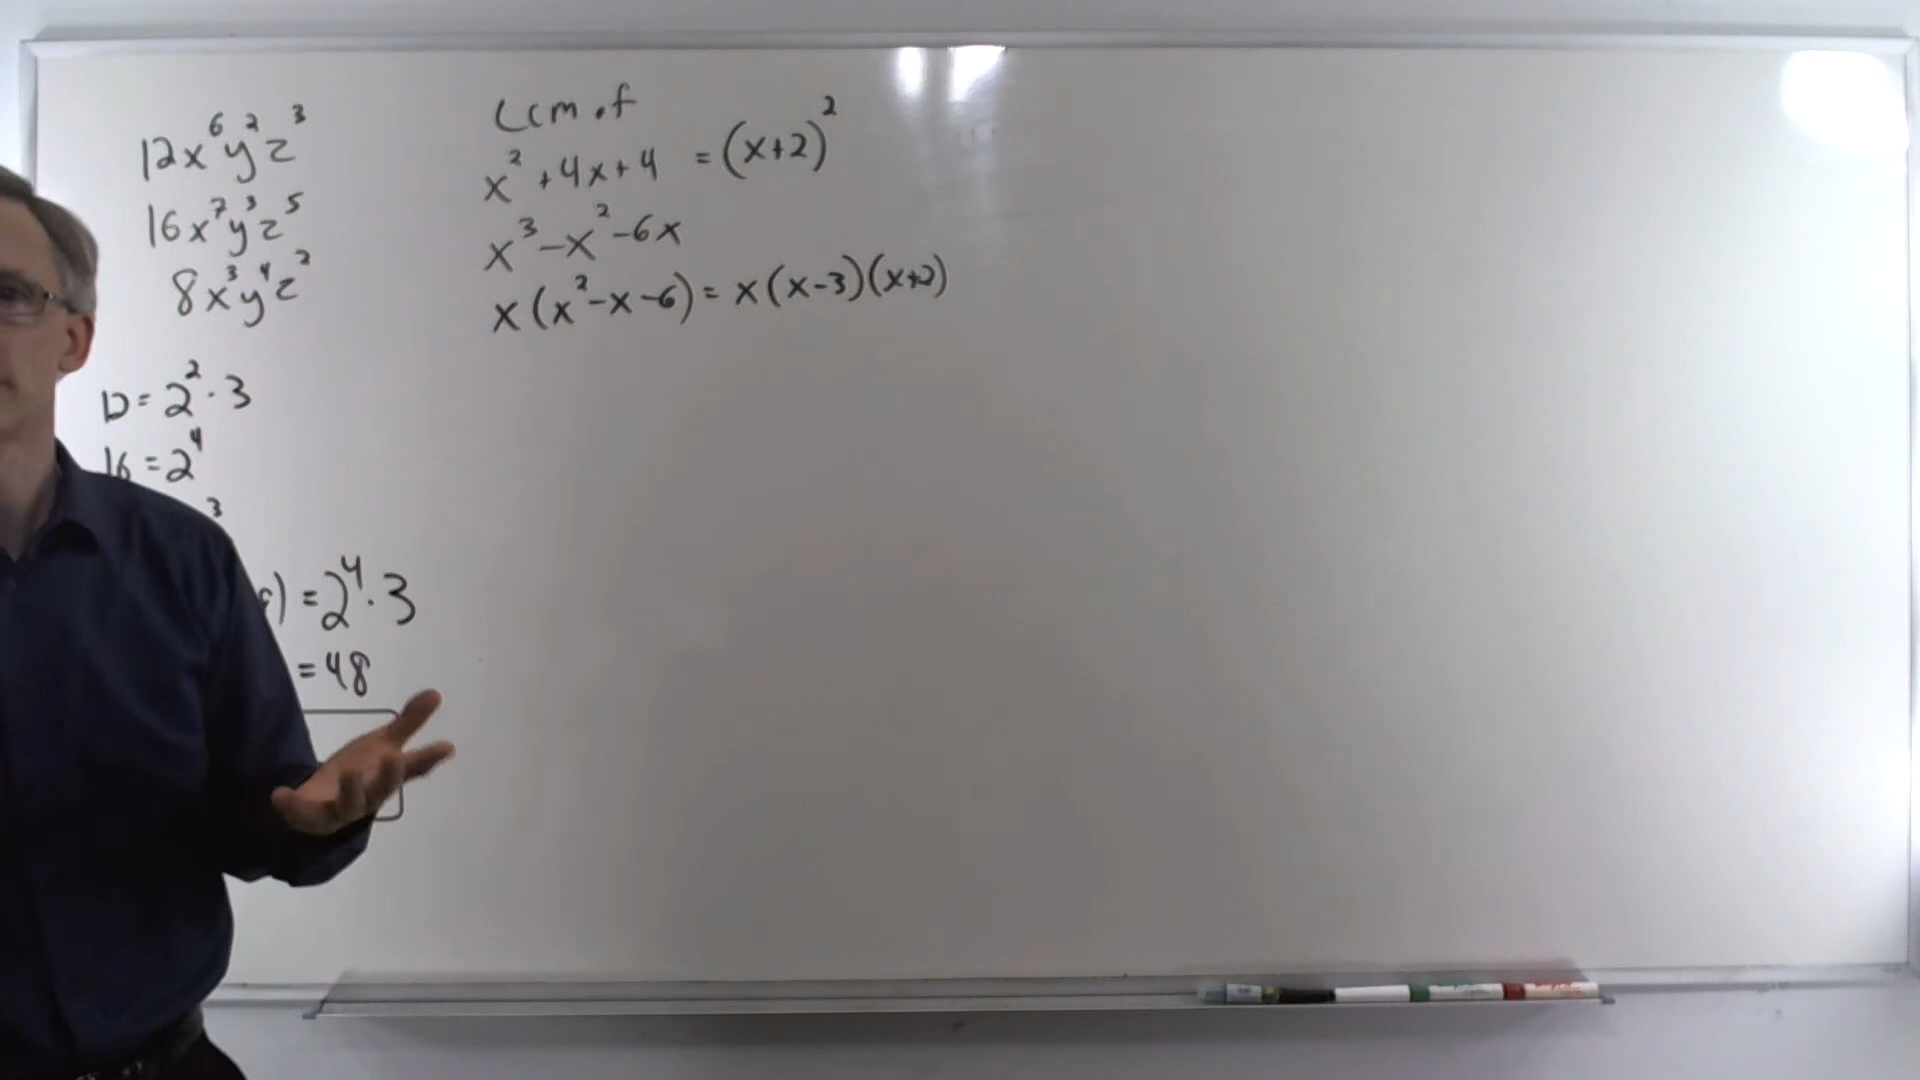 12x⁶y²z³
16x⁷y³z⁵
8x³y⁴z²
12 = 2² · 3
16 = 2⁴
3
) = 2⁴ · 3
= 48
Lcm of
x² + 4x + 4 = (x+2)²
x³ - x² - 6x
x(x² - x - 6) = x(x-3)(x+2)